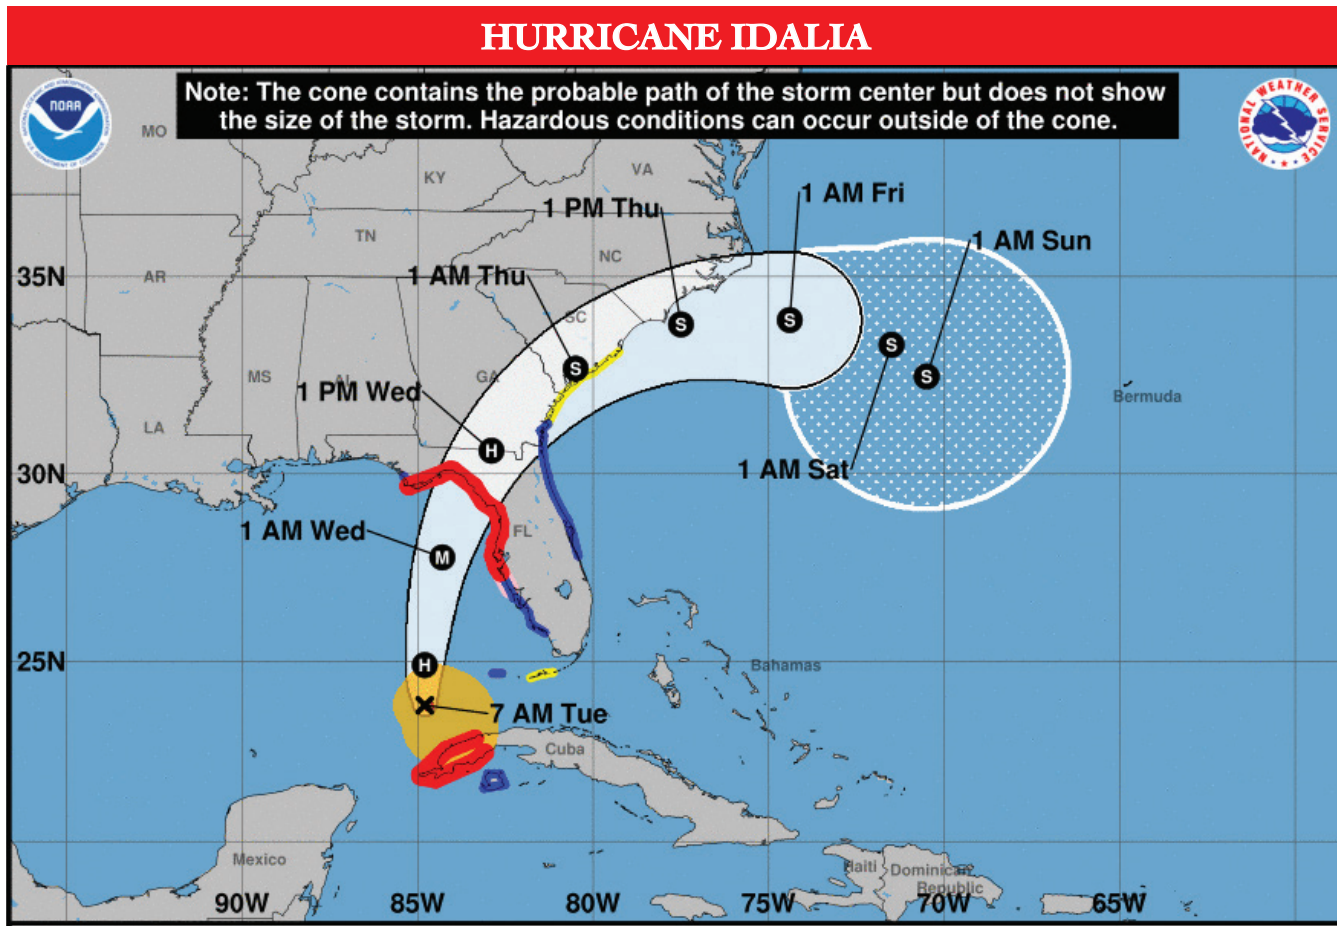 HURRICANE IDALIA
Note: The cone contains the probable path of the storm center but does not show
the size of the storm. Hazardous conditions can occur outside of the cone.
NOAA
NATIONAL WEATHER SERVICE
MO
KY
VA
1 PM Thu
1 AM Fri
TN
NC
1 AM Sun
35N
AR
1 AM Thu
SC
S
S
S
S
S
MS
AL
GA
1 PM Wed
Bermuda
LA
H
30N
1 AM Sat
1 AM Wed
FL
M
25N
H
Bahamas
7 AM Tue
Cuba
Mexico
Haiti
Dominican
Republic
90W
85W
80W
75W
70W
65W